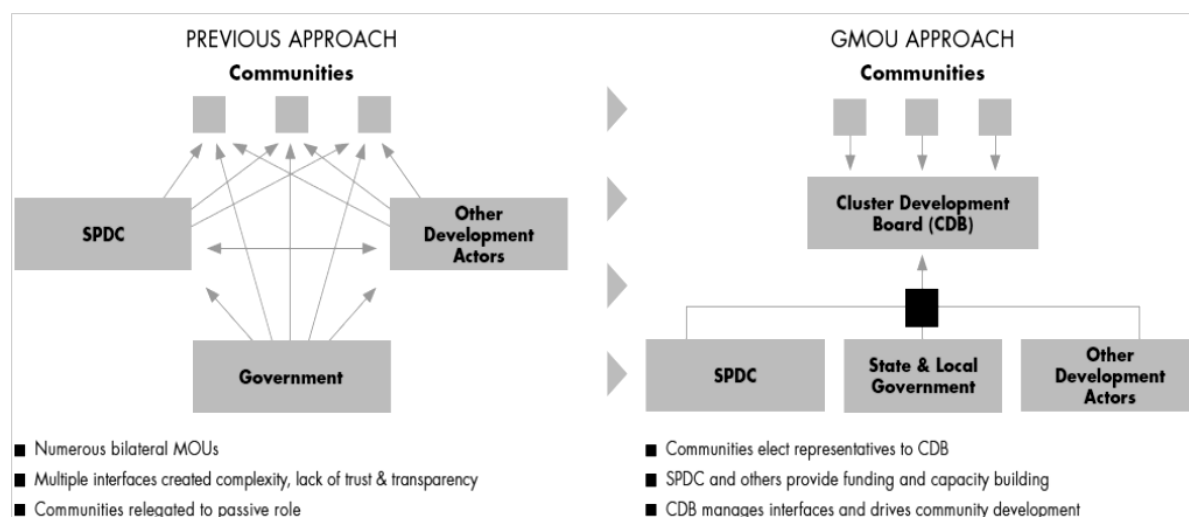 PREVIOUS APPROACH
Communities
SPDC
Other
Development
Actors
Government
■ Numerous bilateral MOUs
■ Multiple interfaces created complexity, lack of trust & transparency
■ Communities relegated to passive role
GMOU APPROACH
Communities
Cluster Development
Board (CDB)
SPDC
State & Local
Government
Other
Development
Actors
■ Communities elect representatives to CDB
■ SPDC and others provide funding and capacity building
■ CDB manages interfaces and drives community development